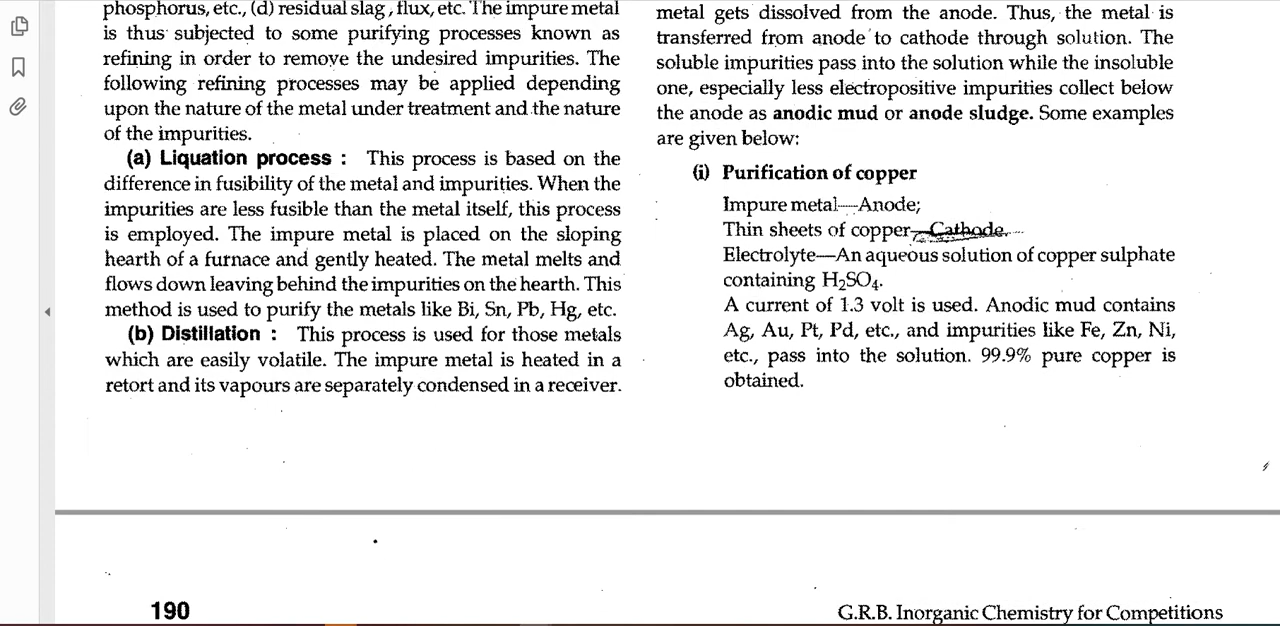 phosphorus, etc., (d) residual slag, flux, etc. The impure metal
is thus subjected to some purifying processes known as
refining in order to remove the undesired impurities. The
following refining processes may be applied depending
upon the nature of the metal under treatment and the nature
of the impurities.
(a) Liquation process : This process is based on the
difference in fusibility of the metal and impurities. When the
impurities are less fusible than the metal itself, this process
is employed. The impure metal is placed on the sloping
hearth of a furnace and gently heated. The metal melts and
flows down leaving behind the impurities on the hearth. This
method is used to purify the metals like Bi, Sn, Pb, Hg, etc.
(b) Distillation : This process is used for those metals
which are easily volatile. The impure metal is heated in a
retort and its vapours are separately condensed in a receiver.
metal gets dissolved from the anode. Thus, the metal is
transferred from anode to cathode through solution. The
soluble impurities pass into the solution while the insoluble
one, especially less electropositive impurities collect below
the anode as anodic mud or anode sludge. Some examples
are given below:
(i) Purification of copper
Impure metal—Anode;
Thin sheets of copper—Cathode.
Electrolyte—An aqueous solution of copper sulphate
containing H₂SO₄.
A current of 1.3 volt is used. Anodic mud contains
Ag, Au, Pt, Pd, etc., and impurities like Fe, Zn, Ni,
etc., pass into the solution. 99.9% pure copper is
obtained.
190
G.R.B. Inorganic Chemistry for Competitions